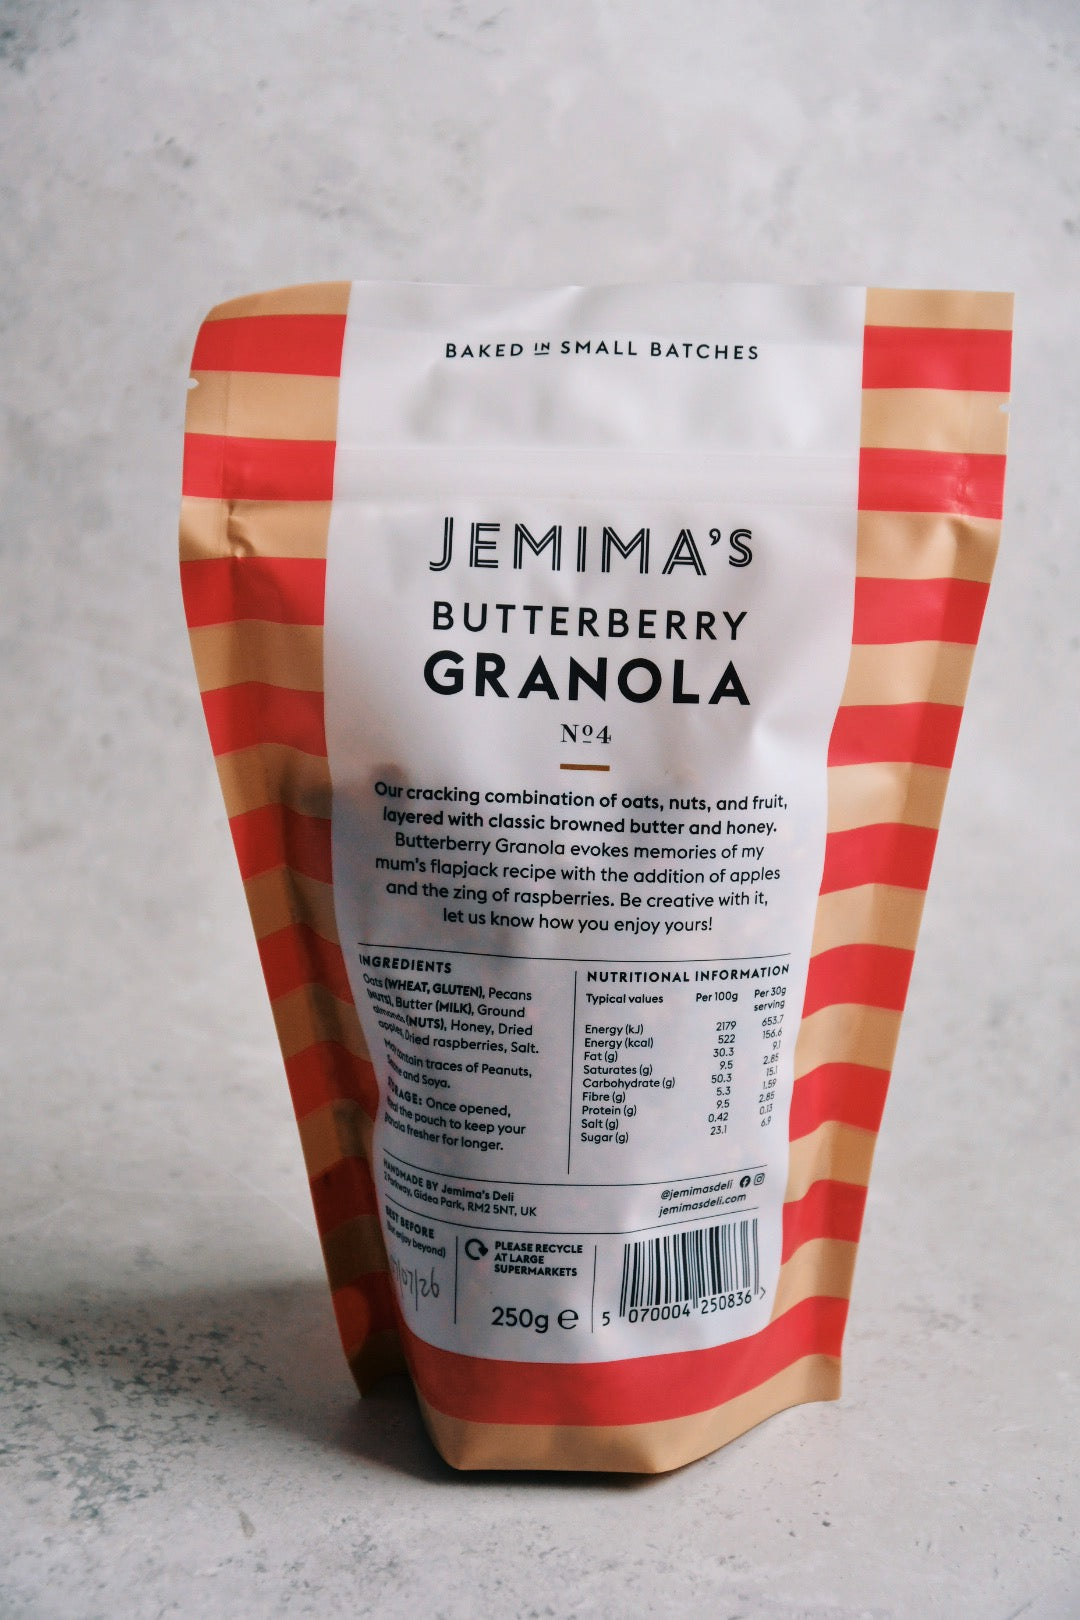 BAKED IN SMALL BATCHES
JEMIMA'S
BUTTERBERRY
GRANOLA
Nº4
Our cracking combination of oats, nuts, and fruit,
layered with classic browned butter and honey.
Butterberry Granola evokes memories of my
mum's flapjack recipe with the addition of apples
and the zing of raspberries. Be creative with it,
let us know how you enjoy yours!
INGREDIENTS
Oats (WHEAT, GLUTEN), Pecans
(NUTS), Butter (MILK), Ground
almonds (NUTS), Honey, Dried
apples, Dried raspberries, Salt.
May contain traces of Peanuts,
and Soya.
STORAGE: Once opened,
the pouch to keep your
granola fresher for longer.
NUTRITIONAL INFORMATION
Typical values Per 100g Per 30g
serving
Energy (kJ) 2179 653.7
Energy (kcal) 522 156.6
Fat (g) 30.3 9.1
Saturates (g) 9.5 2.85
Carbohydrate (g) 50.3 15.1
Fibre (g) 5.3 1.59
Protein (g) 9.5 2.85
Salt (g) 0.42 0.13
Sugar (g) 23.1 6.9
HANDMADE BY Jemima's Deli
2 Parkway, Gidea Park, RM2 5NT, UK
@jemimasdeli
jemimasdeli.com
BEST BEFORE
(But enjoy beyond)
PLEASE RECYCLE
AT LARGE
SUPERMARKETS
250g ℮
5 070004 250836 >